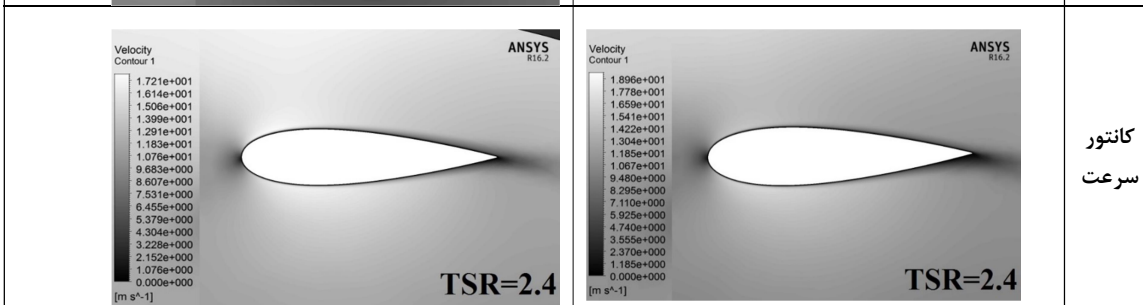 Velocity
Contour 1
ANSYS
R16.2
1.721e+001
1.614e+001
1.506e+001
1.399e+001
1.291e+001
1.183e+001
1.076e+001
9.683e+000
8.607e+000
7.531e+000
6.455e+000
5.379e+000
4.304e+000
3.228e+000
2.152e+000
1.076e+000
0.000e+000
[m s^-1]
TSR=2.4
Velocity
Contour 1
ANSYS
R16.2
1.896e+001
1.778e+001
1.659e+001
1.541e+001
1.422e+001
1.304e+001
1.185e+001
1.067e+001
9.480e+000
8.295e+000
7.110e+000
5.925e+000
4.740e+000
3.555e+000
2.370e+000
1.185e+000
0.000e+000
[m s^-1]
TSR=2.4
کانتور
سرعت